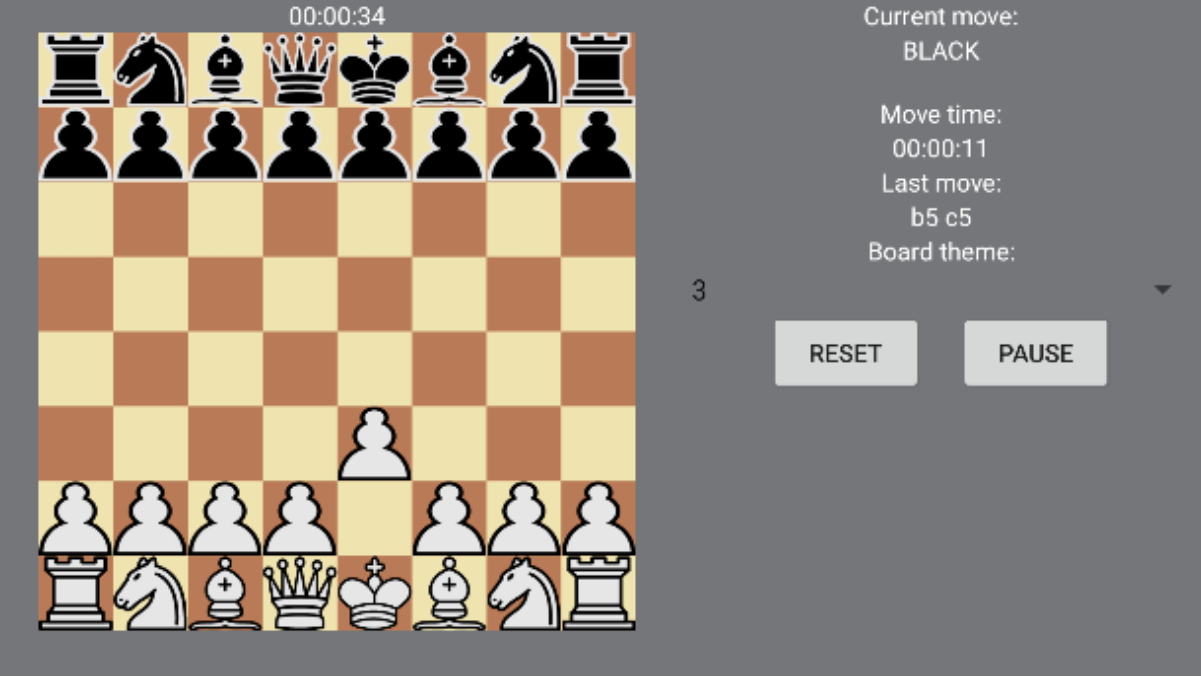 00:00:34
Current move:
BLACK
Move time:
00:00:11
Last move:
b5 c5
Board theme:
3
RESET
PAUSE